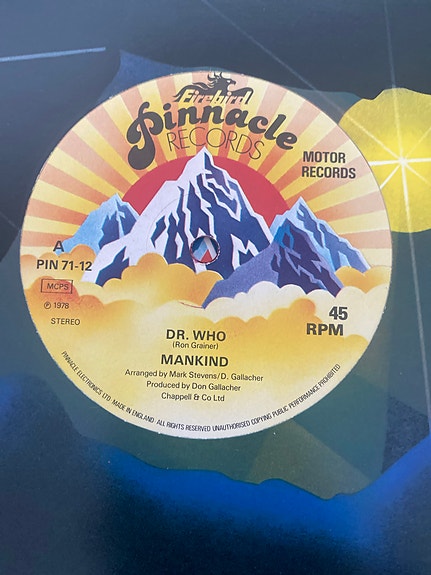 Firebird
Pinnacle
RECORDS
MOTOR
RECORDS
A
PIN 71-12
MCPS
℗ 1978
STEREO
45
RPM
DR. WHO
(Ron Grainer)
MANKIND
Arranged by Mark Stevens/D. Gallacher
Produced by Don Gallacher
Chappell & Co Ltd
PINNACLE ELECTRONICS LTD. MADE IN ENGLAND · ALL RIGHTS RESERVED UNAUTHORISED COPYING PUBLIC PERFORMANCE PROHIBITED